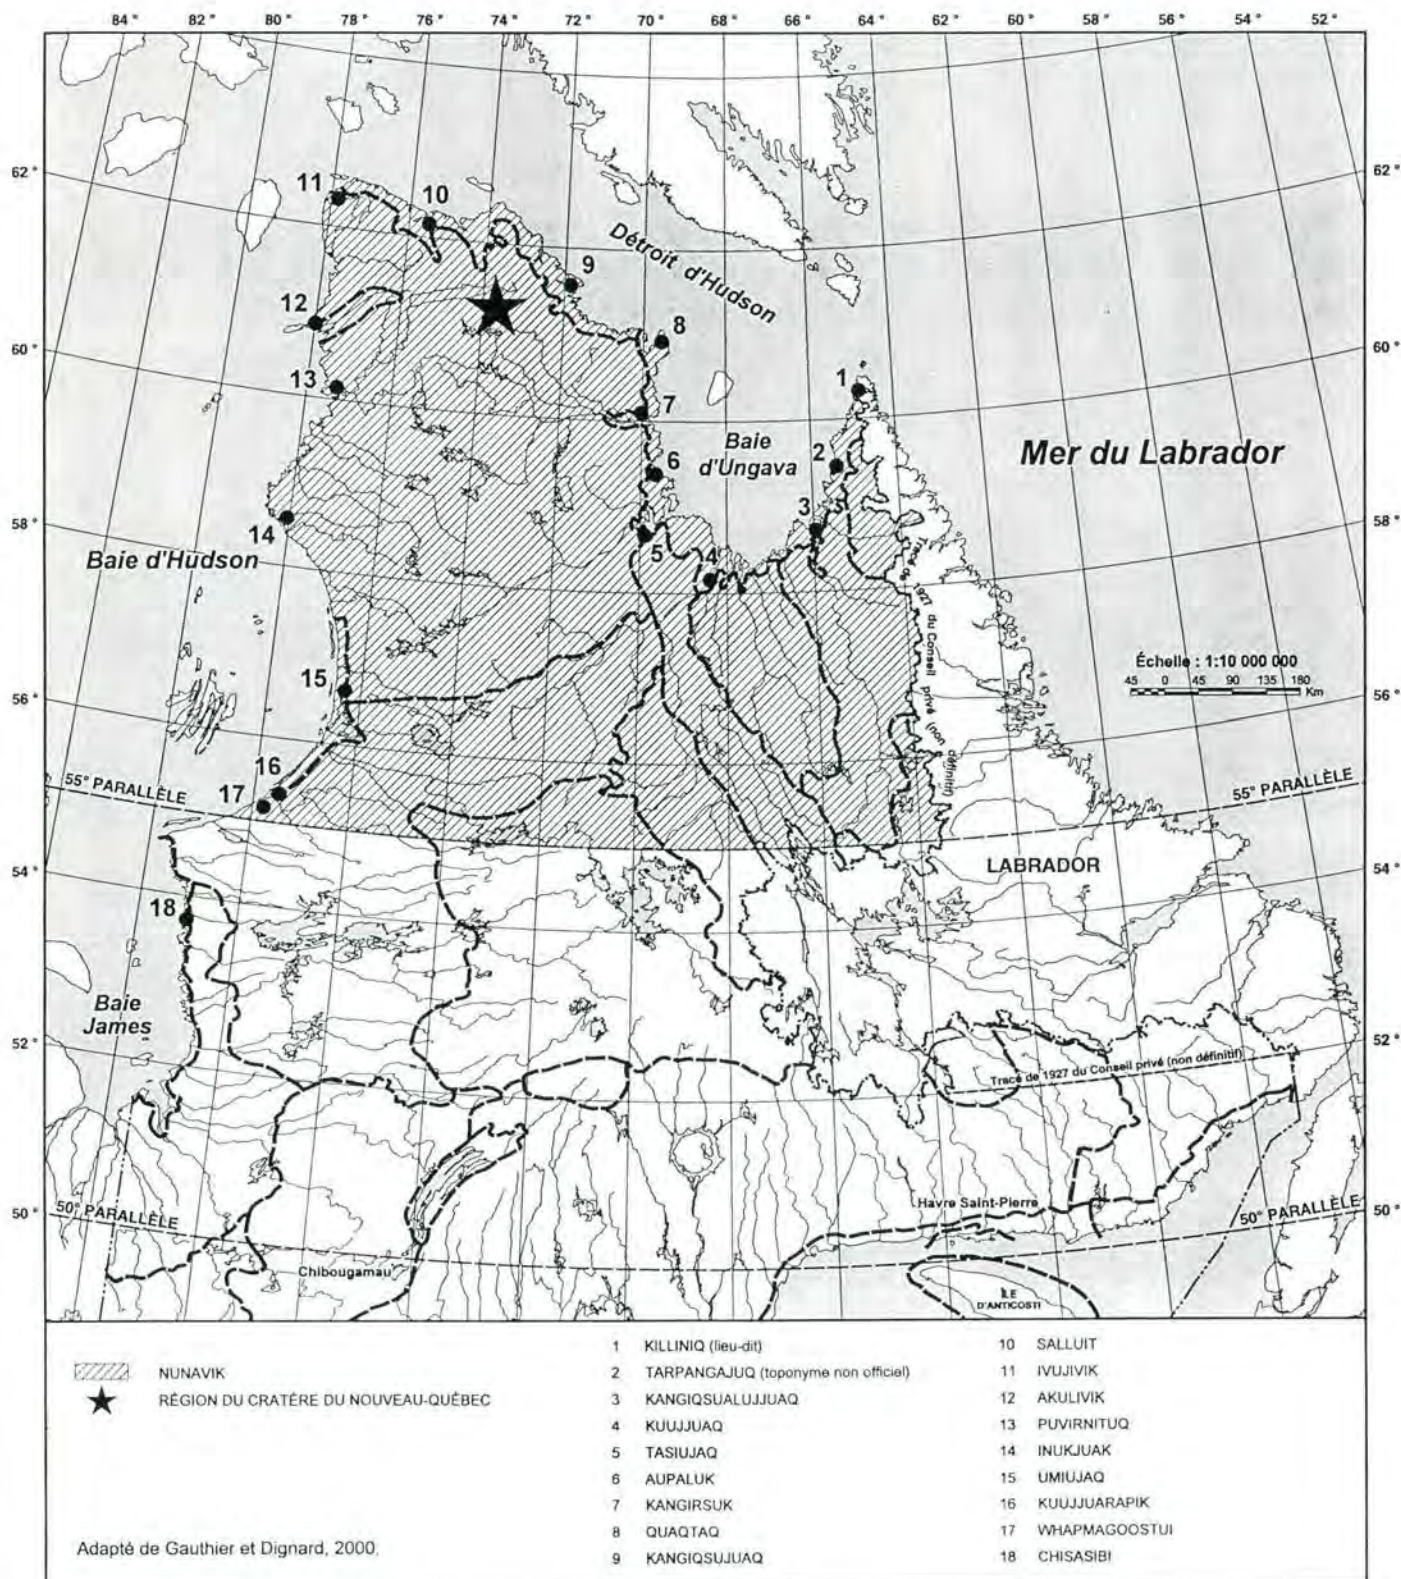 84° 82° 80° 78° 76° 74° 72° 70° 68° 66° 64° 62° 60° 58° 56° 54° 52°
62° 62°
11
10
9
Détroit d'Hudson
12
8
60° 60°
13
1
7
Baie
d'Ungava
2
Mer du Labrador
6
3
58° 58°
14
5
4
Baie d'Hudson
Tracé de 1927 du Conseil privé (non définitif)
Échelle : 1:10 000 000
45 0 45 90 135 180
Km
15
56° 56°
16
55° PARALLÈLE
17
55° PARALLÈLE
LABRADOR
54° 54°
18
Baie
James
52° 52°
Tracé de 1927 du Conseil privé (non définitif)
Havre Saint-Pierre
50° PARALLÈLE
50° PARALLÈLE
50° 50°
Chibougamau
ÎLE
D'ANTICOSTI
NUNAVIK
RÉGION DU CRATÈRE DU NOUVEAU-QUÉBEC
1 KILLINIQ (lieu-dit)
2 TARPANGAJUQ (toponyme non officiel)
3 KANGIQSUALUJJUAQ
4 KUUJJUAQ
5 TASIUJAQ
6 AUPALUK
7 KANGIRSUK
8 QUAQTAQ
9 KANGIQSUJUAQ
10 SALLUIT
11 IVUJIVIK
12 AKULIVIK
13 PUVIRNITUQ
14 INUKJUAK
15 UMIUJAQ
16 KUUJJUARAPIK
17 WHAPMAGOOSTUI
18 CHISASIBI
Adapté de Gauthier et Dignard, 2000.